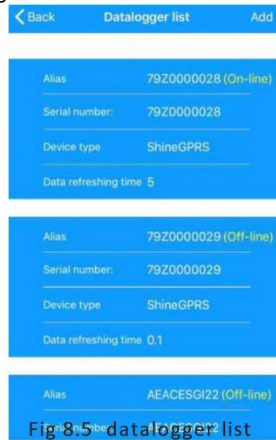 Back Datalogger list Add
Alias 79Z0000028 (On-line)
Serial number: 79Z0000028
Device type ShineGPRS
Data refreshing time 5
Alias 79Z0000029 (Off-line)
Serial number: 79Z0000029
Device type ShineGPRS
Data refreshing time 0.1
Alias AEACESGI22 (Off-line)
Fig 8.5 datalogger list